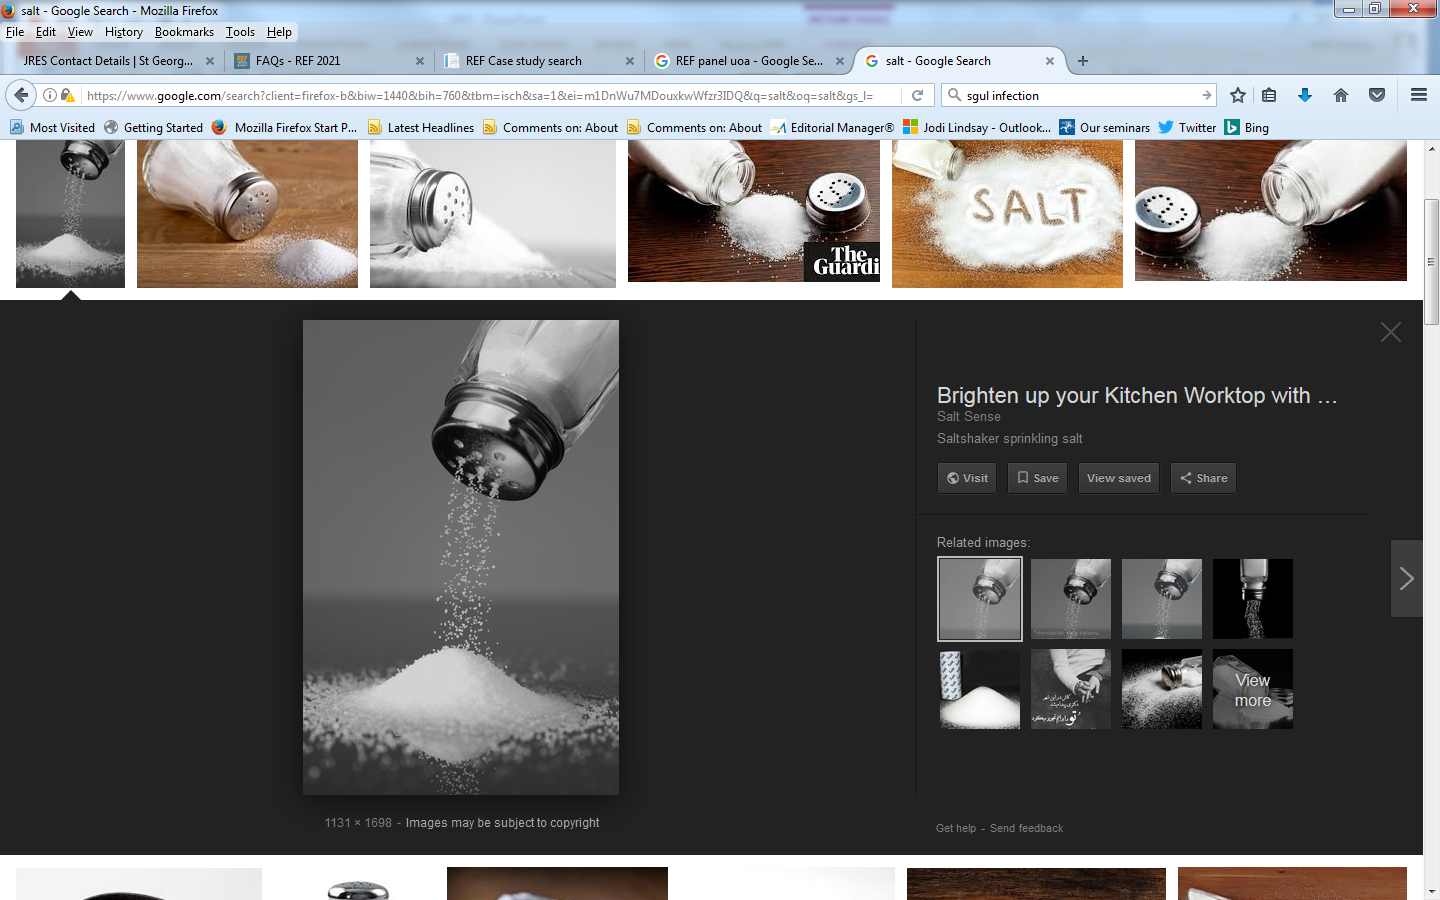 salt - Google Search - Mozilla Firefox
File Edit View History Bookmarks Tools Help
JRES Contact Details | St Georg...
FAQs - REF 2021
REF Case study search
REF panel uoa - Google Se...
salt - Google Search
https://www.google.com/search?client=firefox-b&biw=1440&bih=760&tbm=isch&sa=1&ei=m1DnWu7MDouxkwWfzr3IDQ&q=salt&oq=salt&gs_l=
sgul infection
Most Visited
Getting Started
Mozilla Firefox Start P...
Latest Headlines
Comments on: About
Comments on: About
Editorial Manager®
Jodi Lindsay - Outlook...
Our seminars
Twitter
Bing
The
Guardi
SALT
Brighten up your Kitchen Worktop with ...
Salt Sense
Saltshaker sprinkling salt
Visit
Save
View saved
Share
Related images:
View
more
1131 × 1698 - Images may be subject to copyright
Get help - Send feedback